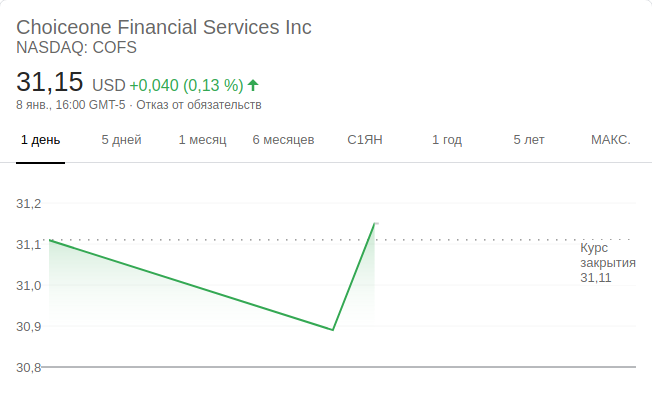 Choiceone Financial Services Inc
NASDAQ: COFS
31,15 USD +0,040 (0,13 %)
8 янв., 16:00 GMT-5 · Отказ от обязательств
1 день 5 дней 1 месяц 6 месяцев С1ЯН 1 год 5 лет МАКС.
31,2
31,1
Курс
закрытия
31,11
31,0
30,9
30,8